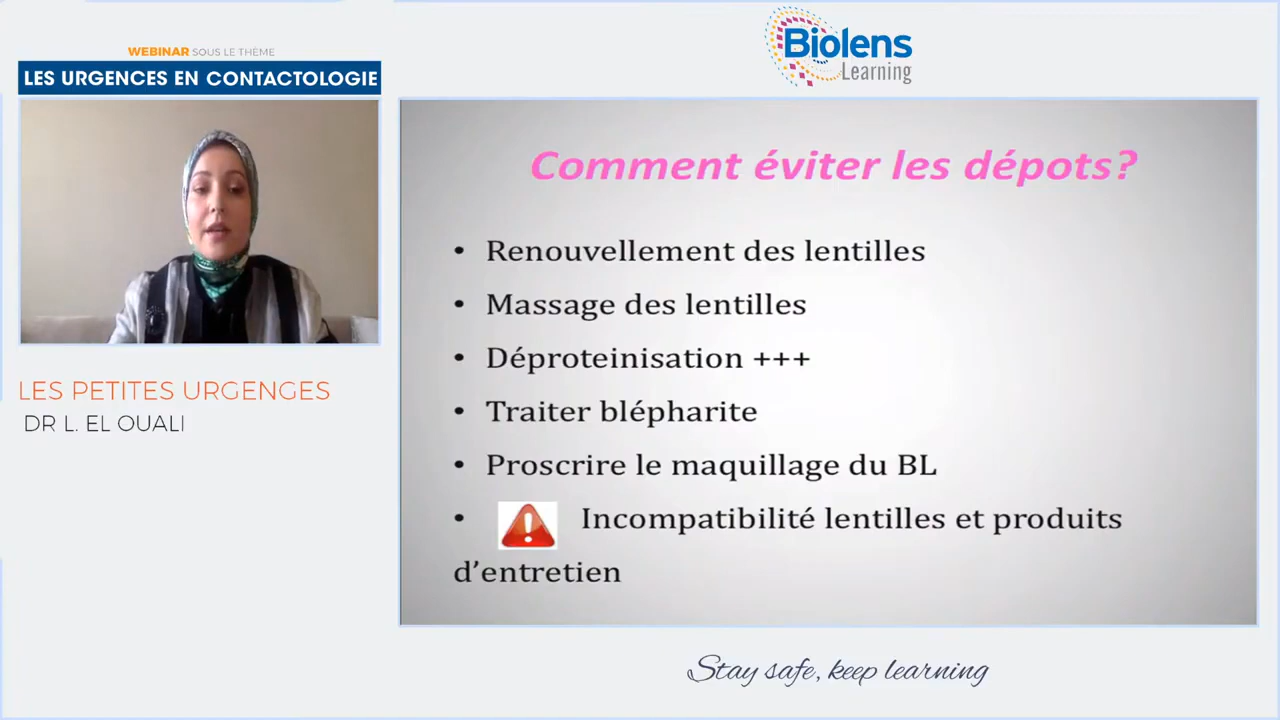 WEBINAR SOUS LE THÈME
LES URGENCES EN CONTACTOLOGIE
Biolens
Learning
Comment éviter les dépots?
• Renouvellement des lentilles
• Massage des lentilles
• Déproteinisation +++
• Traiter blépharite
• Proscrire le maquillage du BL
• Incompatibilité lentilles et produits
d’entretien
LES PETITES URGENGES
DR L. EL OUALI
Stay safe, keep learning